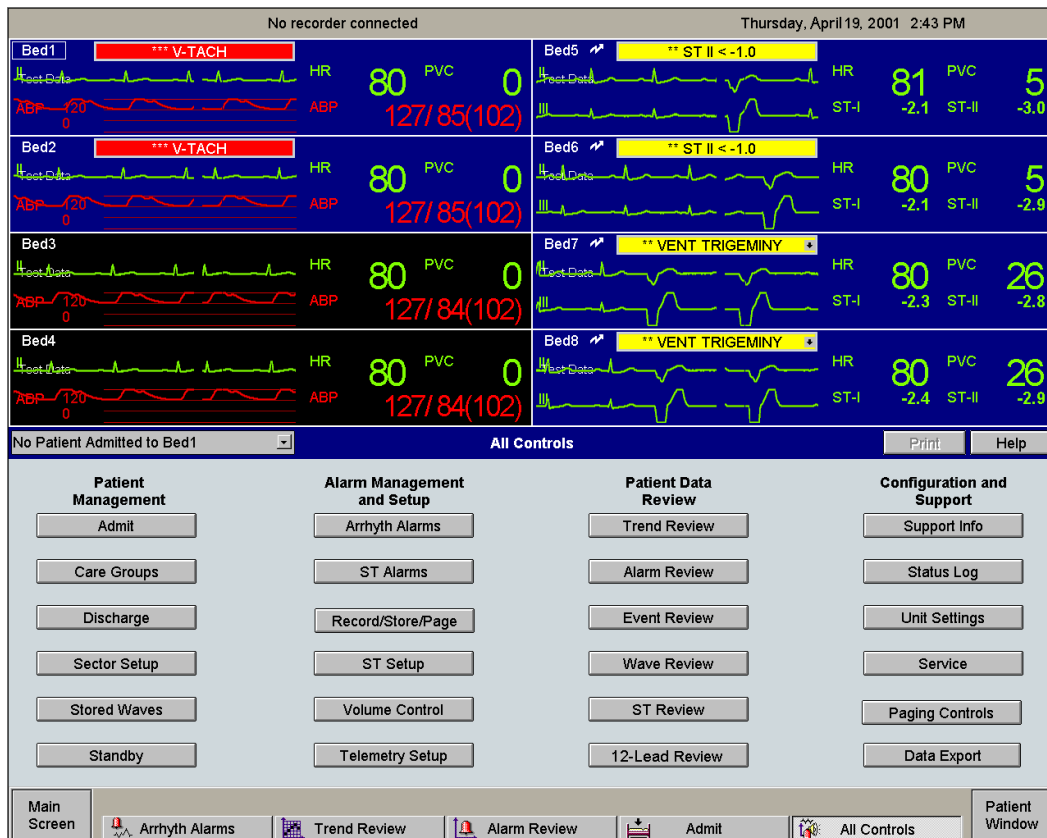 No recorder connected
Thursday, April 19, 2001 2:43 PM
Bed1
*** V-TACH
II
Test Data
HR
80
PVC
0
ABP
120
0
ABP
127/ 85(102)
Bed5
** ST II < -1.0
II
Test Data
HR
81
PVC
5
III
ST-I
-2.1
ST-II
-3.0
Bed2
*** V-TACH
II
Test Data
HR
80
PVC
0
ABP
120
0
ABP
127/ 85(102)
Bed6
** ST II < -1.0
II
Test Data
HR
80
PVC
5
III
ST-I
-2.1
ST-II
-2.9
Bed3
II
Test Data
HR
80
PVC
0
ABP
120
0
ABP
127/ 84(102)
Bed7
** VENT TRIGEMINY
II
Test Data
HR
80
PVC
26
III
ST-I
-2.3
ST-II
-2.8
Bed4
II
Test Data
HR
80
PVC
0
ABP
120
0
ABP
127/ 84(102)
Bed8
** VENT TRIGEMINY
II
Test Data
HR
80
PVC
26
III
ST-I
-2.4
ST-II
-2.9
No Patient Admitted to Bed1
All Controls
Print
Help
Patient
Management
Admit
Care Groups
Discharge
Sector Setup
Stored Waves
Standby
Alarm Management
and Setup
Arrhyth Alarms
ST Alarms
Record/Store/Page
ST Setup
Volume Control
Telemetry Setup
Patient Data
Review
Trend Review
Alarm Review
Event Review
Wave Review
ST Review
12-Lead Review
Configuration and
Support
Support Info
Status Log
Unit Settings
Service
Paging Controls
Data Export
Main
Screen
Arrhyth Alarms
Trend Review
Alarm Review
Admit
All Controls
Patient
Window